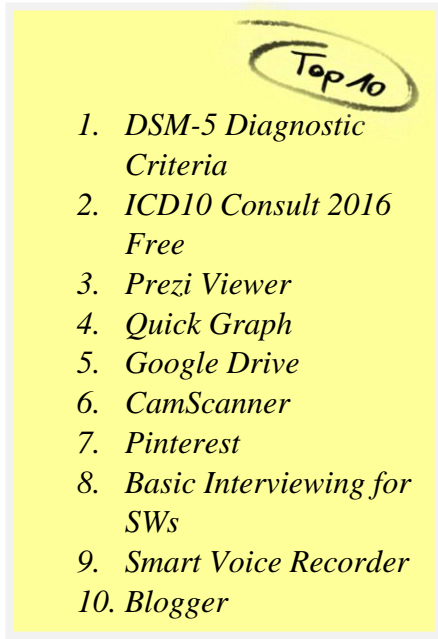 Top 10
1. DSM-5 Diagnostic
Criteria
2. ICD10 Consult 2016
Free
3. Prezi Viewer
4. Quick Graph
5. Google Drive
6. CamScanner
7. Pinterest
8. Basic Interviewing for
SWs
9. Smart Voice Recorder
10. Blogger